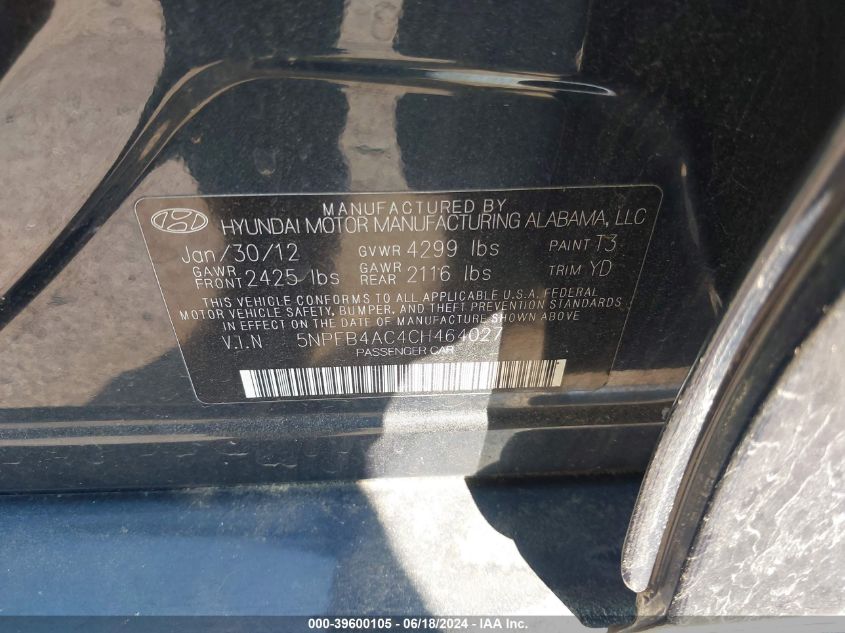 MANUFACTURED BY
HYUNDAI MOTOR MANUFACTURING ALABAMA, LLC
Jan/30/12 GVWR 4299 lbs PAINT T3
GAWR FRONT 2425 lbs GAWR REAR 2116 lbs TRIM YD
THIS VEHICLE CONFORMS TO ALL APPLICABLE U.S.A. FEDERAL
MOTOR VEHICLE SAFETY, BUMPER, AND THEFT PREVENTION STANDARDS
IN EFFECT ON THE DATE OF MANUFACTURE SHOWN ABOVE
V.I.N 5NPFB4AC4CH464027
PASSENGER CAR
000-39600105 - 06/18/2024 - IAA Inc.